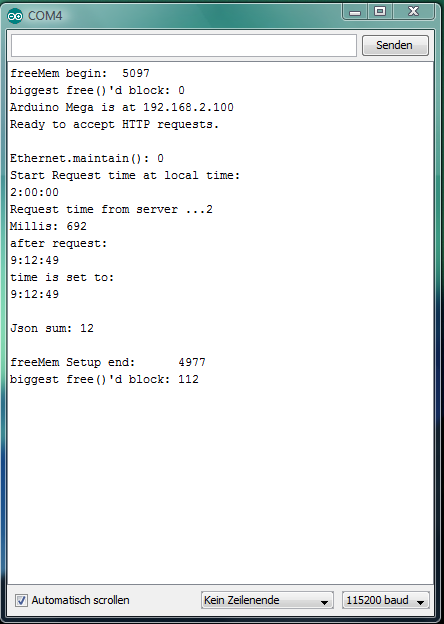 COM4
Senden
freeMem begin:  5097
biggest free()'d block: 0
Arduino Mega is at 192.168.2.100
Ready to accept HTTP requests.
Ethernet.maintain(): 0
Start Request time at local time:
2:00:00
Request time from server ...2
Millis: 692
after request:
9:12:49
time is set to:
9:12:49
Json sum: 12
freeMem Setup end:      4977
biggest free()'d block: 112
Automatisch scrollen
Kein Zeilenende
115200 baud